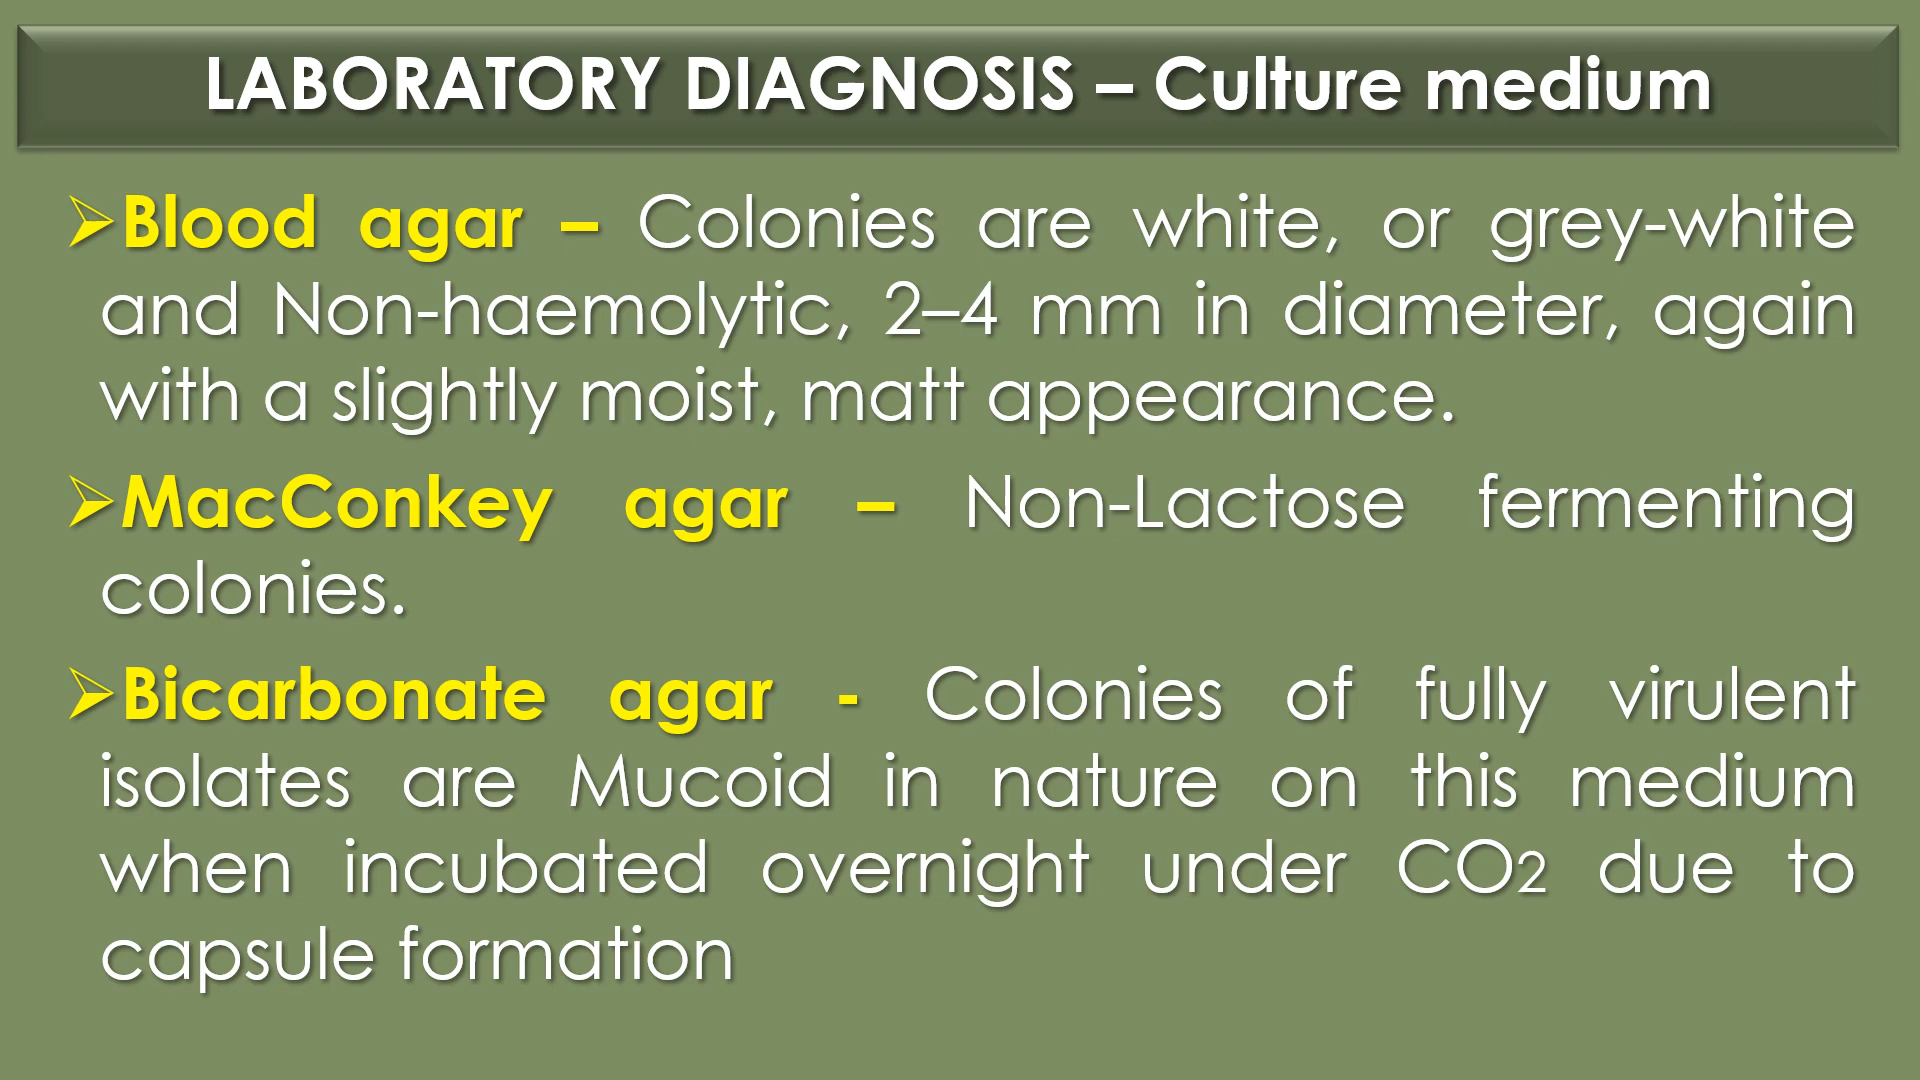 LABORATORY DIAGNOSIS – Culture medium
➢Blood agar – Colonies are white, or grey-white
and Non-haemolytic, 2–4 mm in diameter, again
with a slightly moist, matt appearance.
➢MacConkey agar – Non-Lactose fermenting
colonies.
➢Bicarbonate agar - Colonies of fully virulent
isolates are Mucoid in nature on this medium
when incubated overnight under CO2 due to
capsule formation